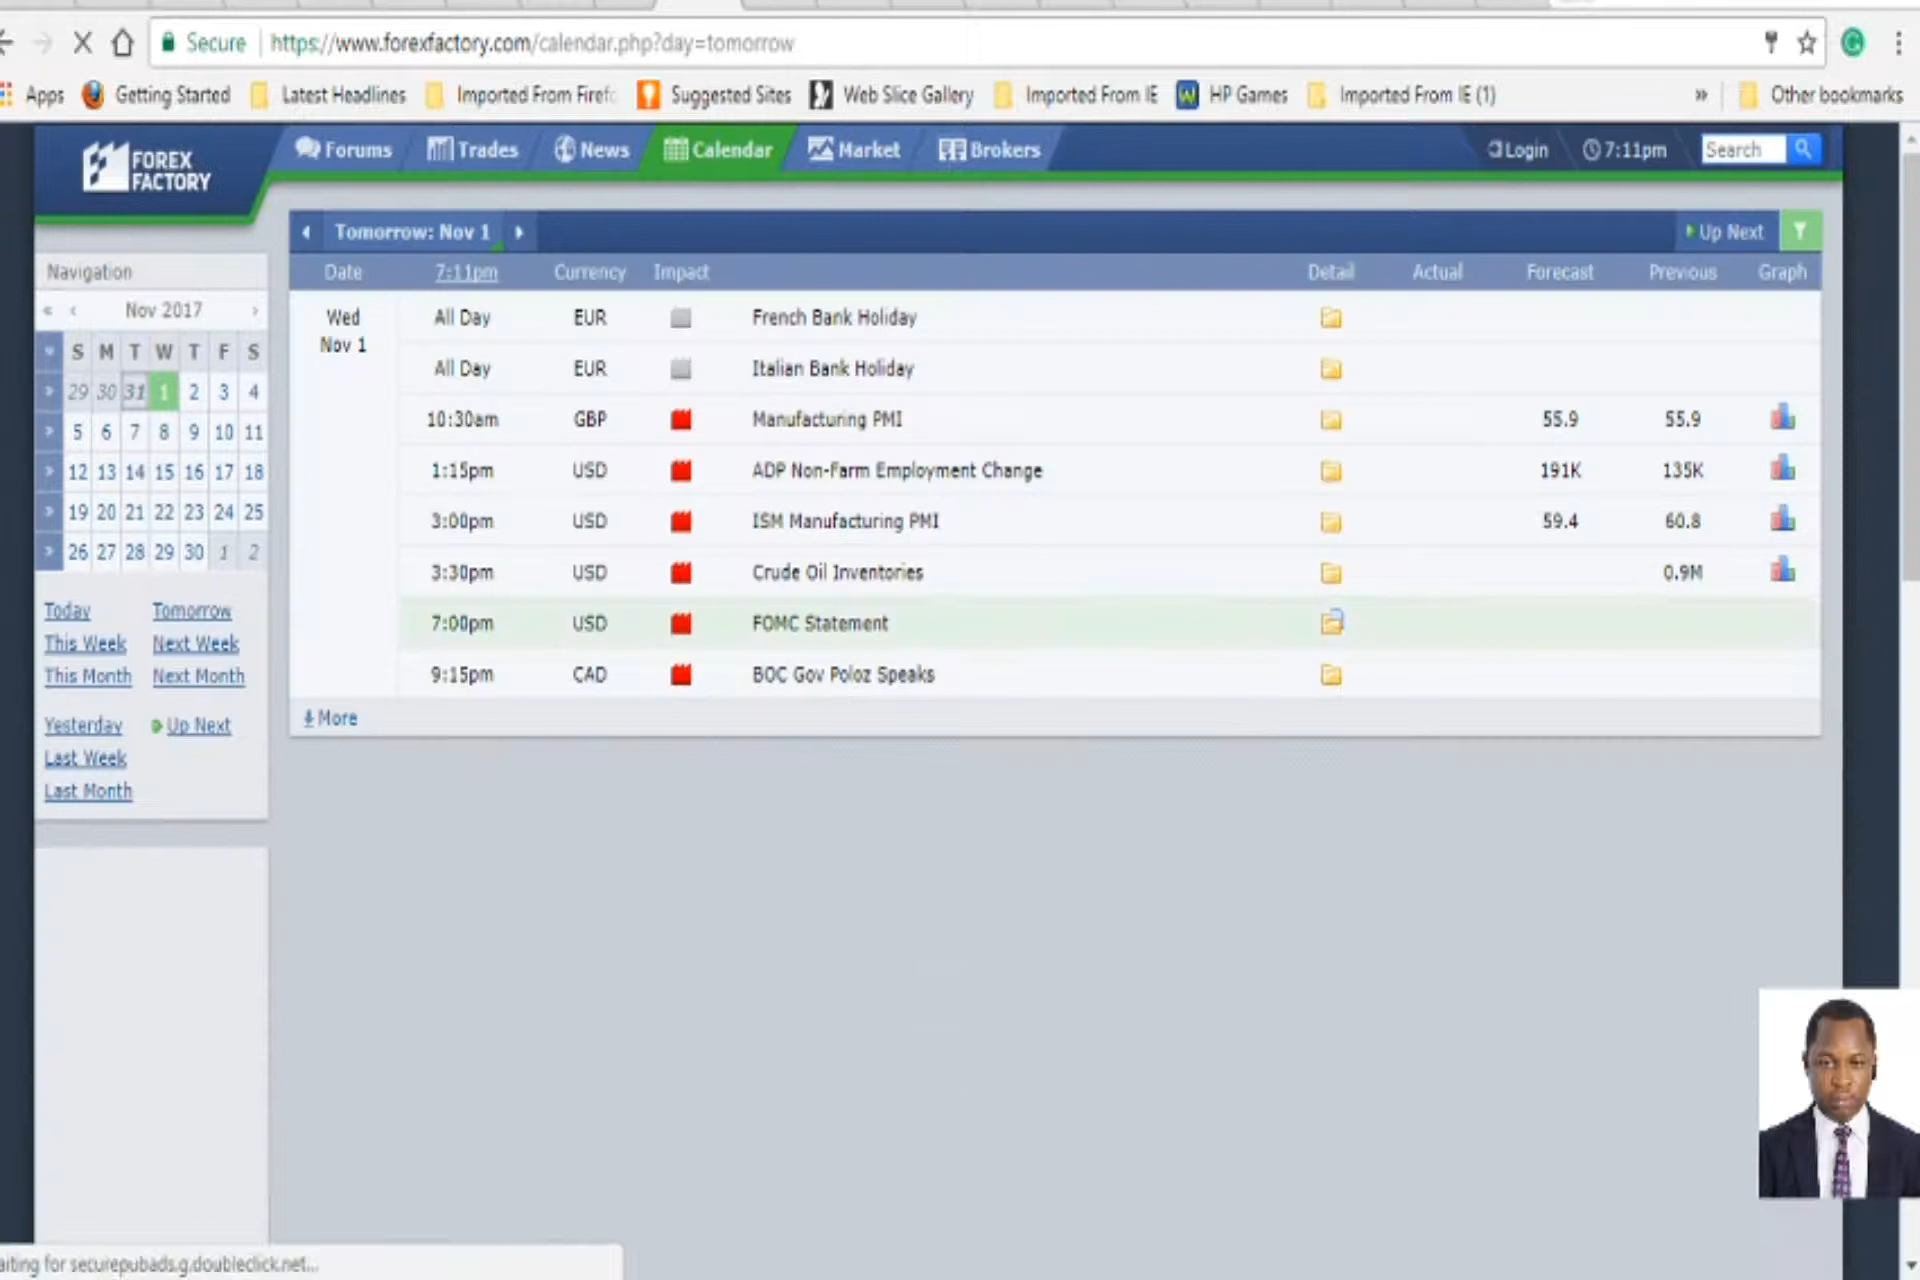 Secure https://www.forexfactory.com/calendar.php?day=tomorrow
Apps Getting Started Latest Headlines Imported From Firefo Suggested Sites Web Slice Gallery Imported From IE HP Games Imported From IE (1) » Other bookmarks
FOREX
FACTORY
Forums Trades News Calendar Market Brokers Login 7:11pm Search
Tomorrow: Nov 1 Up Next
Date 7:11pm Currency Impact Detail Actual Forecast Previous Graph
Wed
Nov 1
All Day EUR French Bank Holiday
All Day EUR Italian Bank Holiday
10:30am GBP Manufacturing PMI 55.9 55.9
1:15pm USD ADP Non-Farm Employment Change 191K 135K
3:00pm USD ISM Manufacturing PMI 59.4 60.8
3:30pm USD Crude Oil Inventories 0.9M
7:00pm USD FOMC Statement
9:15pm CAD BOC Gov Poloz Speaks
More
Navigation
« ‹ Nov 2017 ›
S M T W T F S
29 30 31 1 2 3 4
5 6 7 8 9 10 11
12 13 14 15 16 17 18
19 20 21 22 23 24 25
26 27 28 29 30 1 2
Today Tomorrow
This Week Next Week
This Month Next Month
Yesterday Up Next
Last Week
Last Month
aiting for securepubads.g.doubleclick.net...